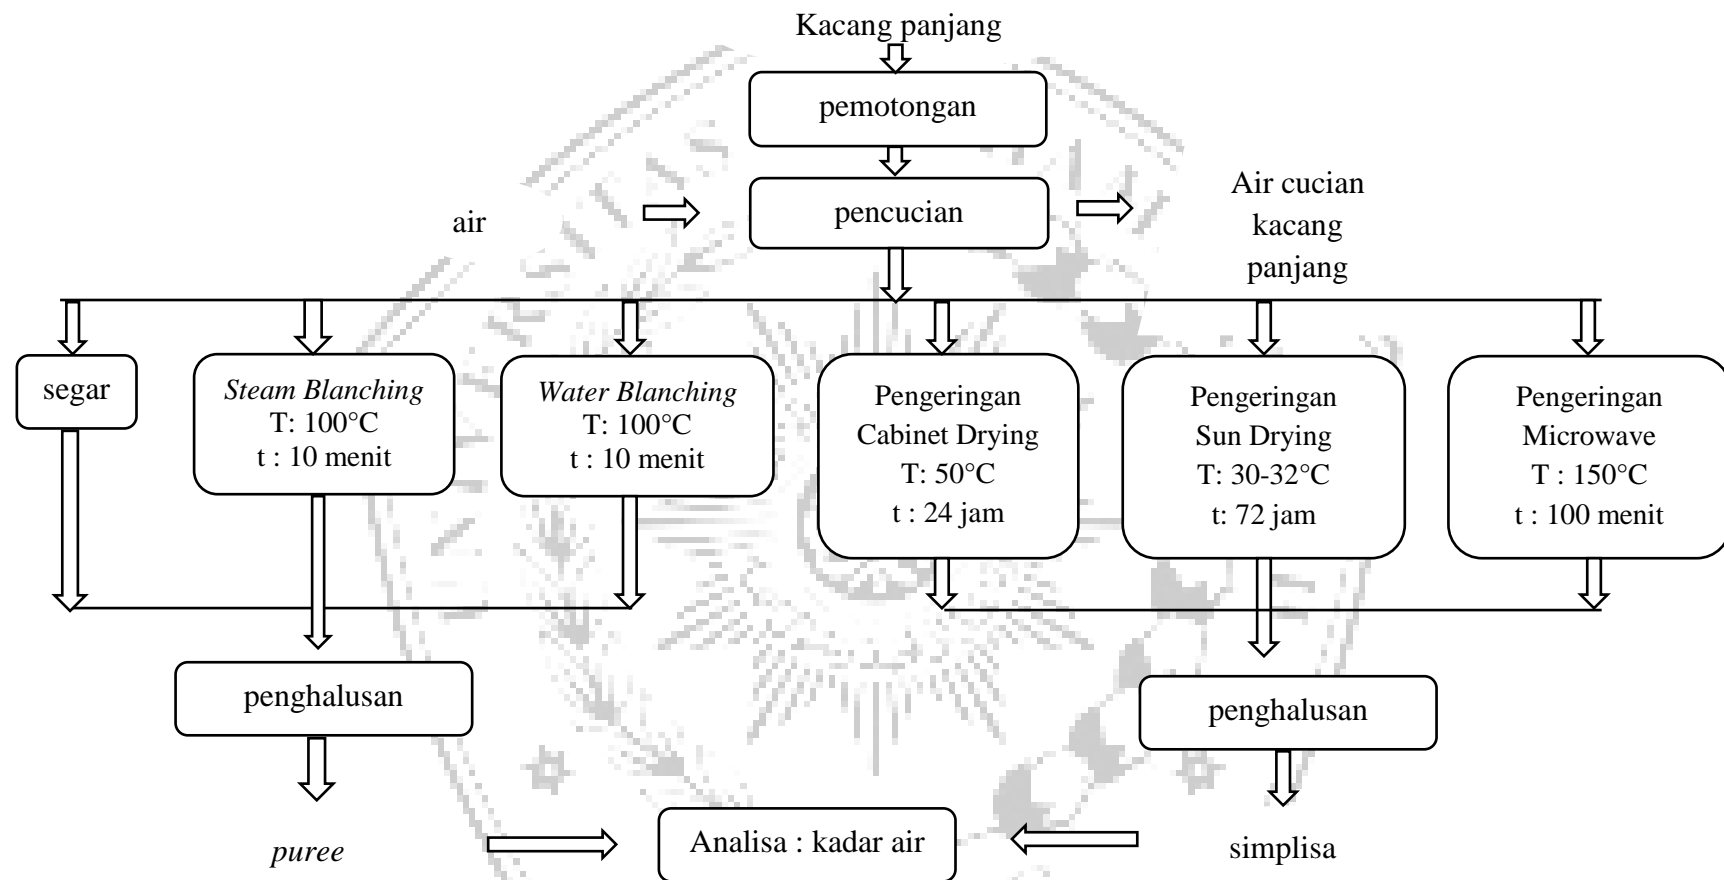 Kacang panjang
pemotongan
air
pencucian
Air cucian
kacang
panjang
segar
Steam Blanching
T: 100°C
t : 10 menit
Water Blanching
T: 100°C
t : 10 menit
Pengeringan
Cabinet Drying
T: 50°C
t : 24 jam
Pengeringan
Sun Drying
T: 30-32°C
t: 72 jam
Pengeringan
Microwave
T : 150°C
t : 100 menit
penghalusan
penghalusan
puree
Analisa : kadar air
simplisa